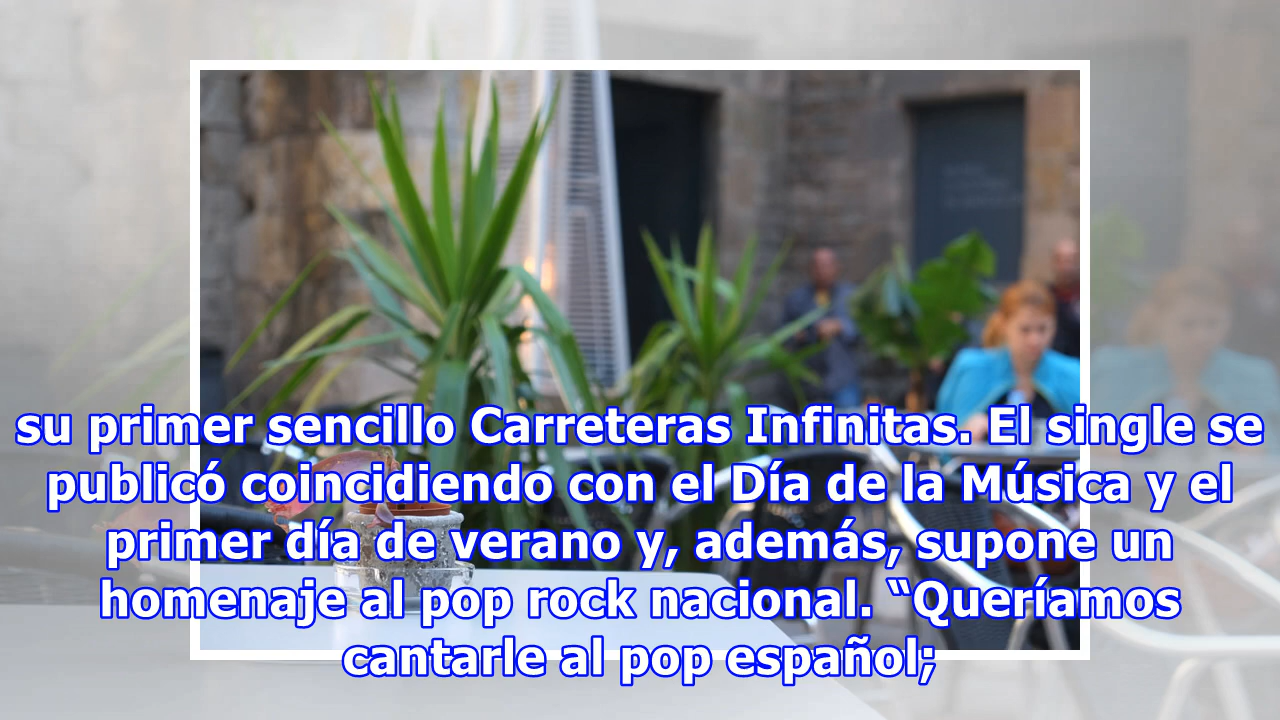 su primer sencillo Carreteras Infinitas. El single se
publicó coincidiendo con el Día de la Música y el
primer día de verano y, además, supone un
homenaje al pop rock nacional. “Queríamos
cantarle al pop español;